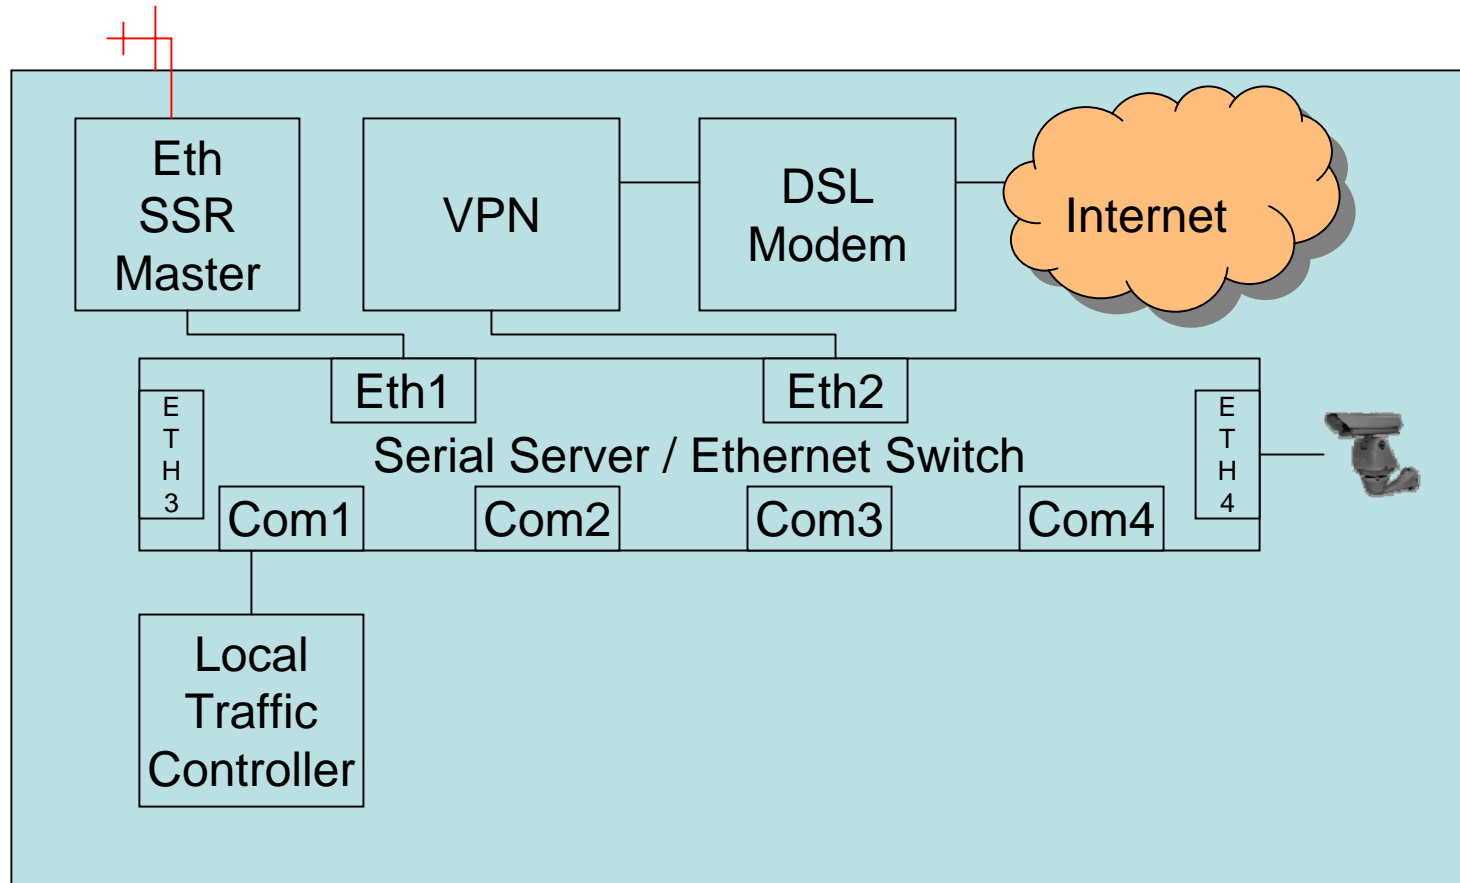 Eth
SSR
Master
VPN
DSL
Modem
Internet
Eth1
Eth2
E
T
H
3
E
T
H
4
Serial Server / Ethernet Switch
Com1
Com2
Com3
Com4
Local
Traffic
Controller